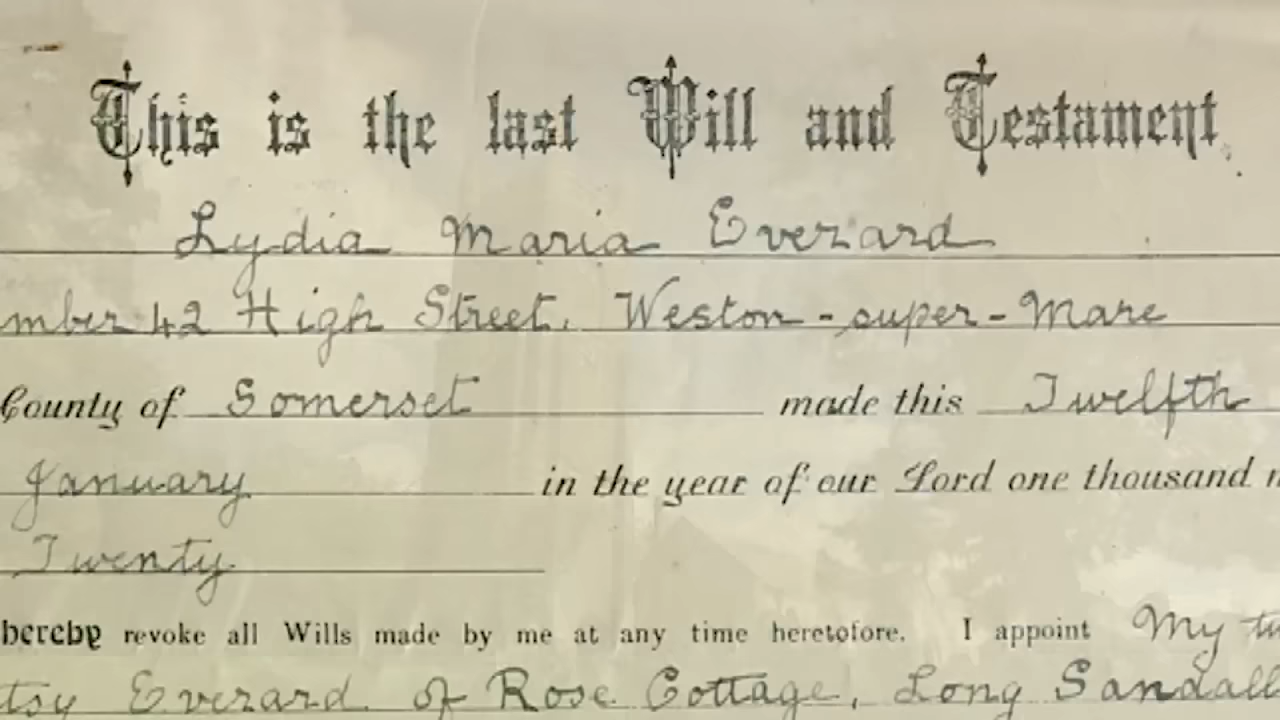 This is the last Will and Testament
Lydia Maria Everard
mber 42 High Street, Weston-super-Mare
County of Somerset made this Twelfth
January in the year of our Lord one thousand n
Twenty
hereby revoke all Wills made by me at any time heretofore. I appoint My tw
tsy Everard of Rose Cottage, Long Sandall